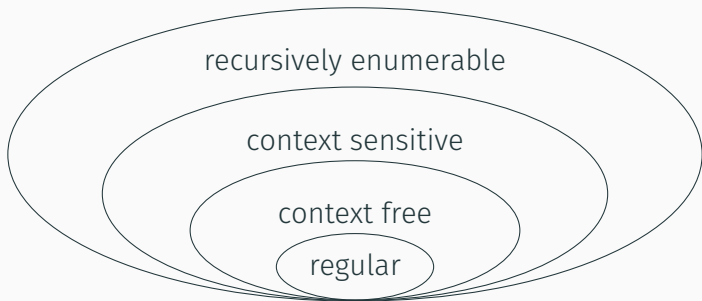 recursively enumerable
context sensitive
context free
regular